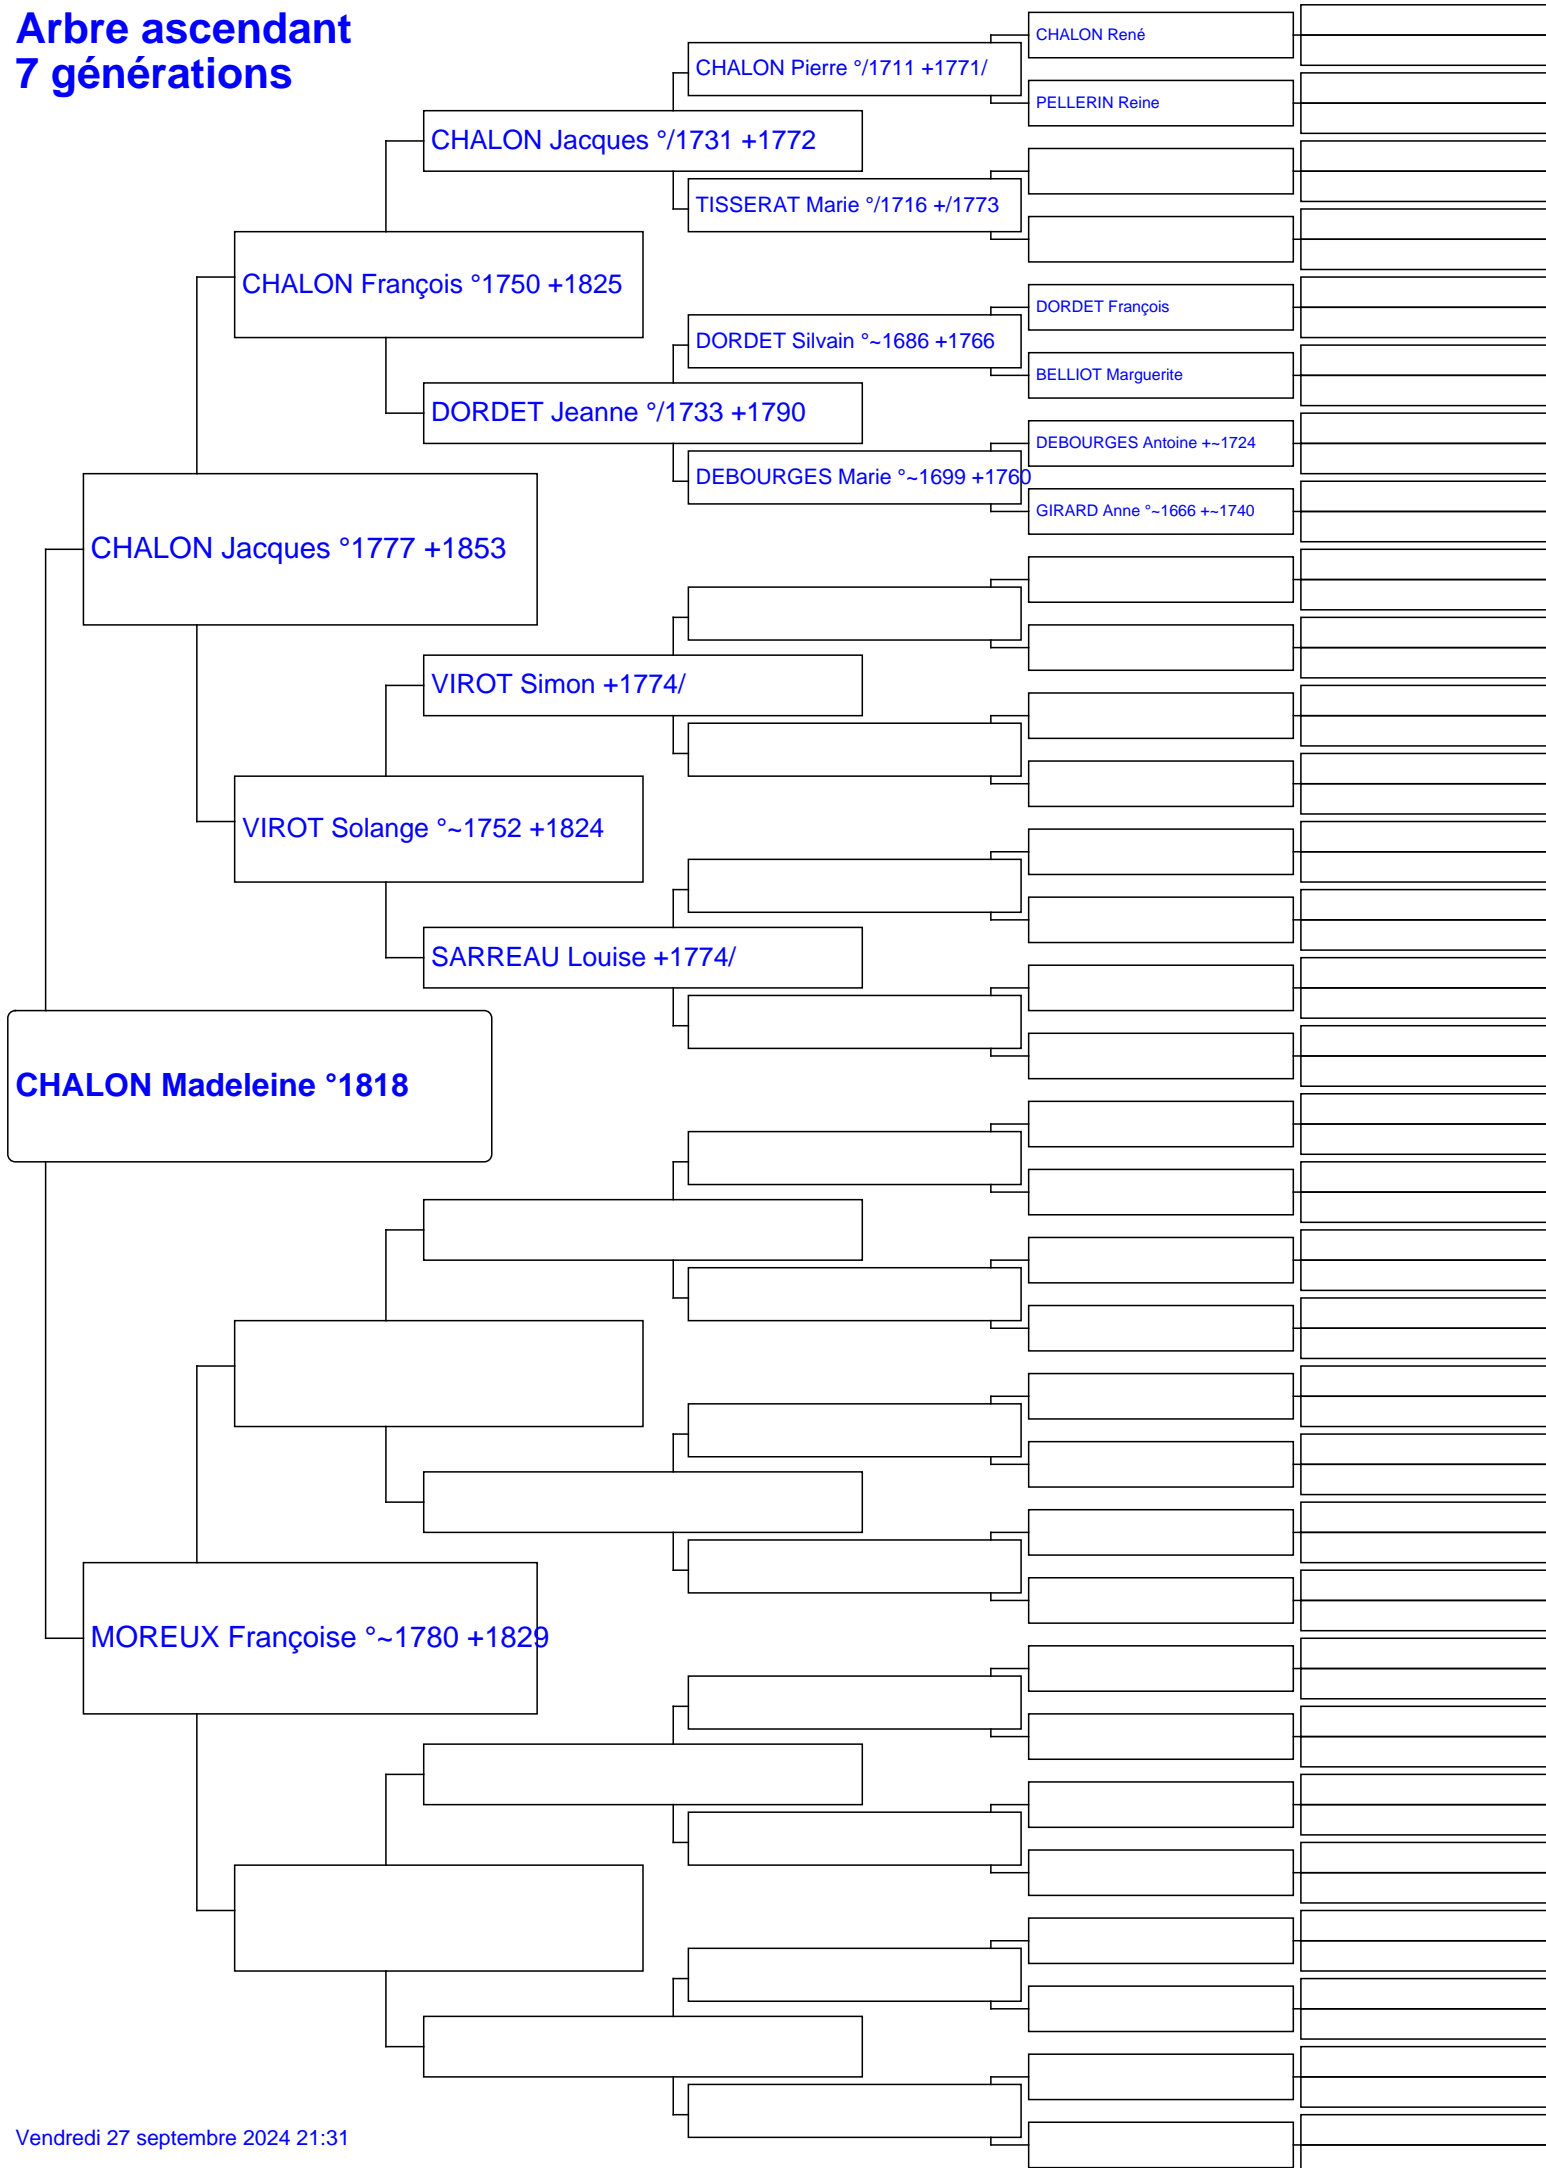 Arbre ascendant
7 générations
CHALON René
CHALON Pierre °/1711 +1771/
PELLERIN Reine
CHALON Jacques °/1731 +1772
TISSERAT Marie °/1716 +/1773
CHALON François °1750 +1825
DORDET François
DORDET Silvain °~1686 +1766
BELLIOT Marguerite
DORDET Jeanne °/1733 +1790
DEBOURGES Antoine +~1724
DEBOURGES Marie °~1699 +1760
GIRARD Anne °~1666 +~1740
CHALON Jacques °1777 +1853
VIROT Simon +1774/
VIROT Solange °~1752 +1824
SARREAU Louise +1774/
CHALON Madeleine °1818
MOREUX Françoise °~1780 +1829
Vendredi 27 septembre 2024 21:31